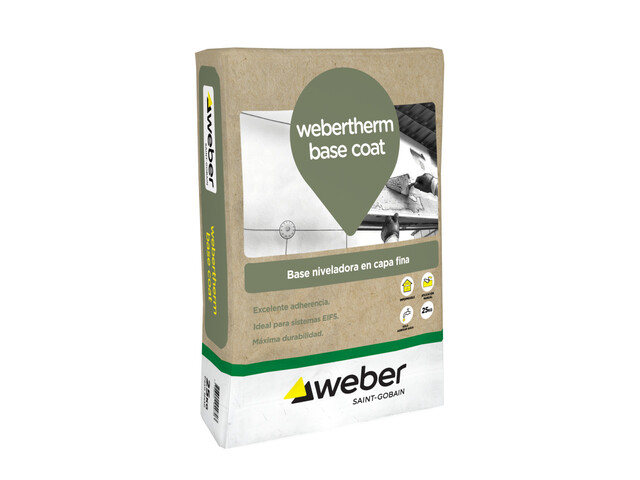 webertherm
base coat
Base niveladora en capa fina
Excelente adherencia.
Ideal para sistemas EIFS.
Máxima durabilidad.
25KG
weber
SAINT-GOBAIN
weber
SAINT-GOBAIN
webertherm
base coat
25KG